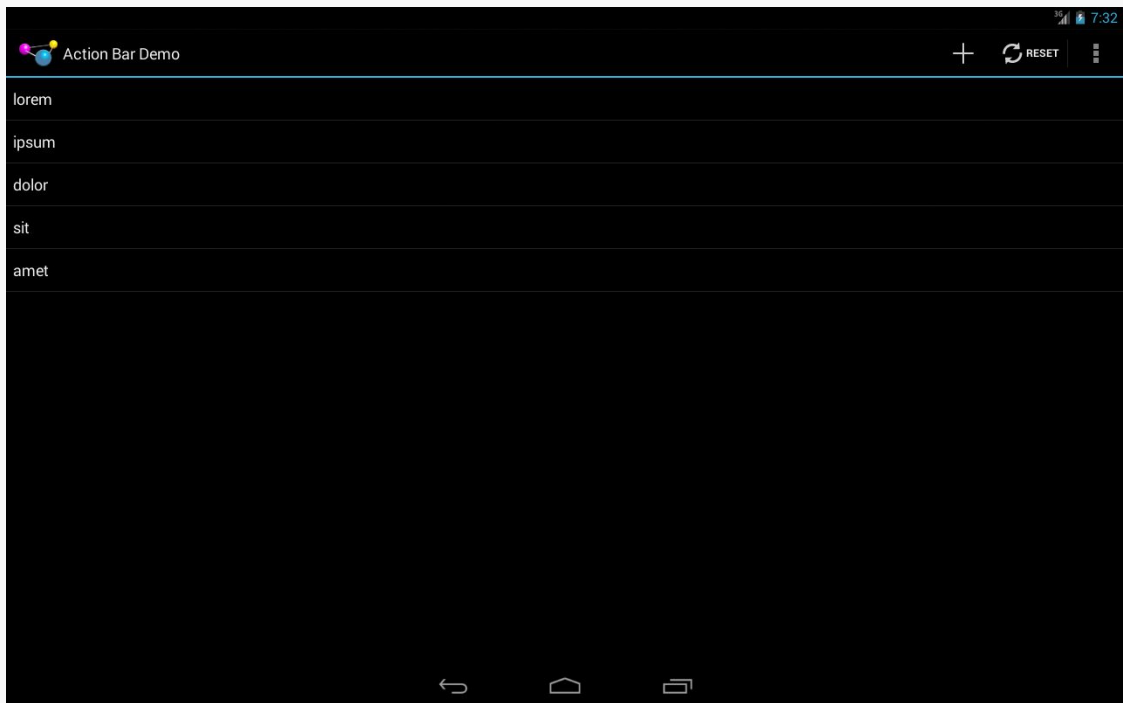 3G 7:32
Action Bar Demo RESET
lorem
ipsum
dolor
sit
amet